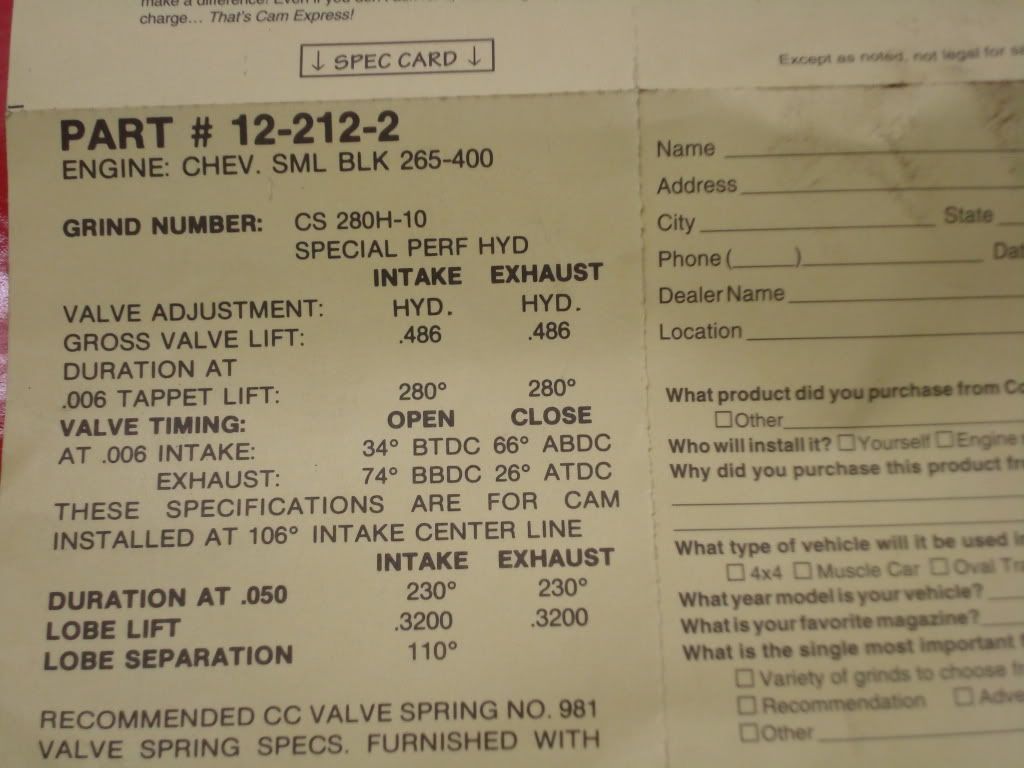 charge... That's Cam Express!
↓ SPEC CARD ↓
Except as noted, not legal for
PART # 12-212-2
ENGINE: CHEV. SML BLK 265-400
GRIND NUMBER: CS 280H-10
SPECIAL PERF HYD
INTAKE EXHAUST
VALVE ADJUSTMENT: HYD. HYD.
GROSS VALVE LIFT: .486 .486
DURATION AT
.006 TAPPET LIFT: 280° 280°
VALVE TIMING: OPEN CLOSE
AT .006 INTAKE: 34° BTDC 66° ABDC
EXHAUST: 74° BBDC 26° ATDC
THESE SPECIFICATIONS ARE FOR CAM
INSTALLED AT 106° INTAKE CENTER LINE
INTAKE EXHAUST
DURATION AT .050 230° 230°
LOBE LIFT .3200 .3200
LOBE SEPARATION 110°
RECOMMENDED CC VALVE SPRING NO. 981
VALVE SPRING SPECS. FURNISHED WITH
Name
Address
City State
Phone ( )
Dealer Name
Location
What product did you purchase from
Other
Who will install it? Yourself Engine
Why did you purchase this product
What type of vehicle will it be used
4x4 Muscle Car Oval
What year model is your vehicle?
What is your favorite magazine?
What is the single most important
Variety of grinds to choose
Recommendation
Other